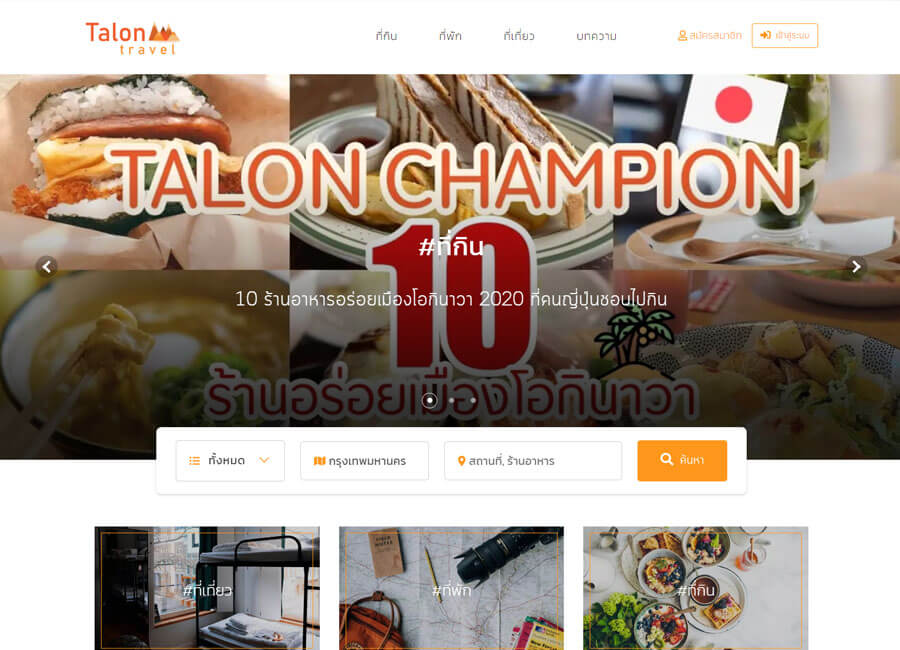 Talon
travel
ที่กิน
ที่พัก
ที่เที่ยว
บทความ
สมัครสมาชิก
เข้าสู่ระบบ
TALON CHAMPION
#ที่กิน
10
10 ร้านอาหารอร่อยเมืองโอกินาวา 2020 ที่คนญี่ปุ่นชอบไปกิน
ร้านอร่อยเมืองโอกินาวา
ทั้งหมด
กรุงเทพมหานคร
สถานที่, ร้านอาหาร
ค้นหา
#ที่เที่ยว
#ที่พัก
#ที่กิน